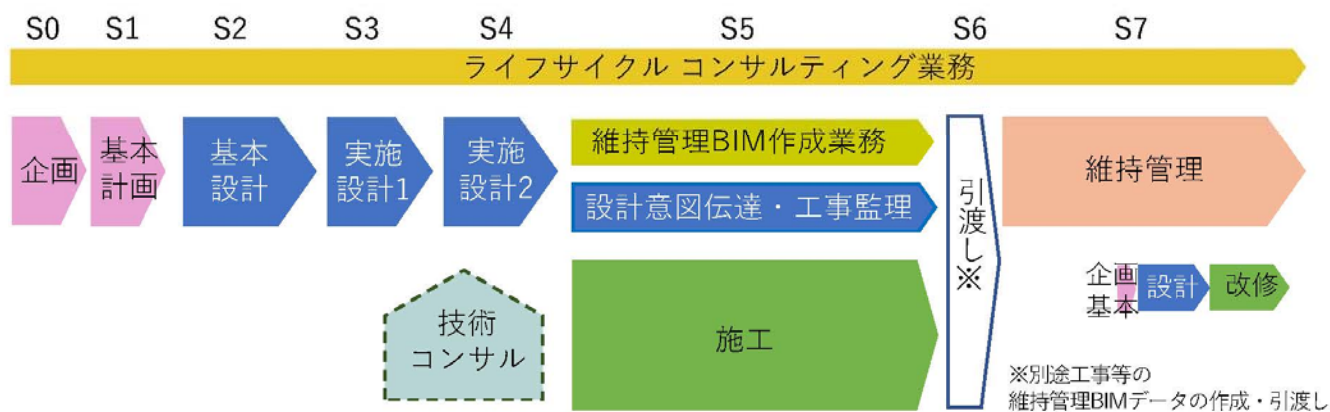 S0 S1 S2 S3 S4 S5 S6 S7
ライフサイクル コンサルティング業務
企画
基本
計画
基本
設計
実施
設計1
実施
設計2
維持管理BIM作成業務
設計意図伝達・工事監理
引渡し※
維持管理
技術
コンサル
施工
企画
基本
設計
改修
※別途工事等の
維持管理BIMデータの作成・引渡し